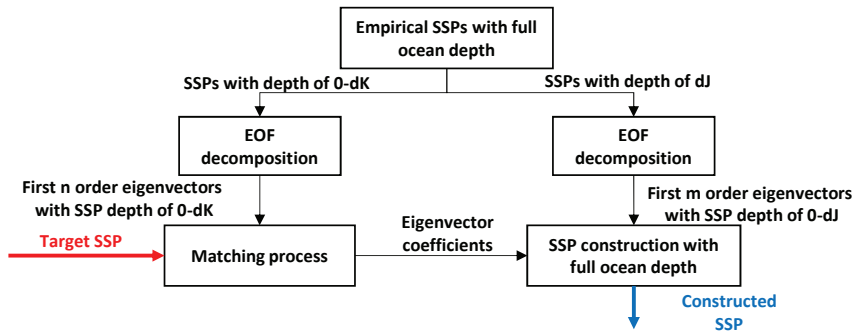 Empirical SSPs with full
ocean depth
SSPs with depth of 0-dK
SSPs with depth of dJ
EOF
decomposition
EOF
decomposition
First n order eigenvectors
with SSP depth of 0-dK
First m order eigenvectors
with SSP depth of 0-dJ
Target SSP
Matching process
Eigenvector
coefficients
SSP construction with
full ocean depth
Constructed
SSP